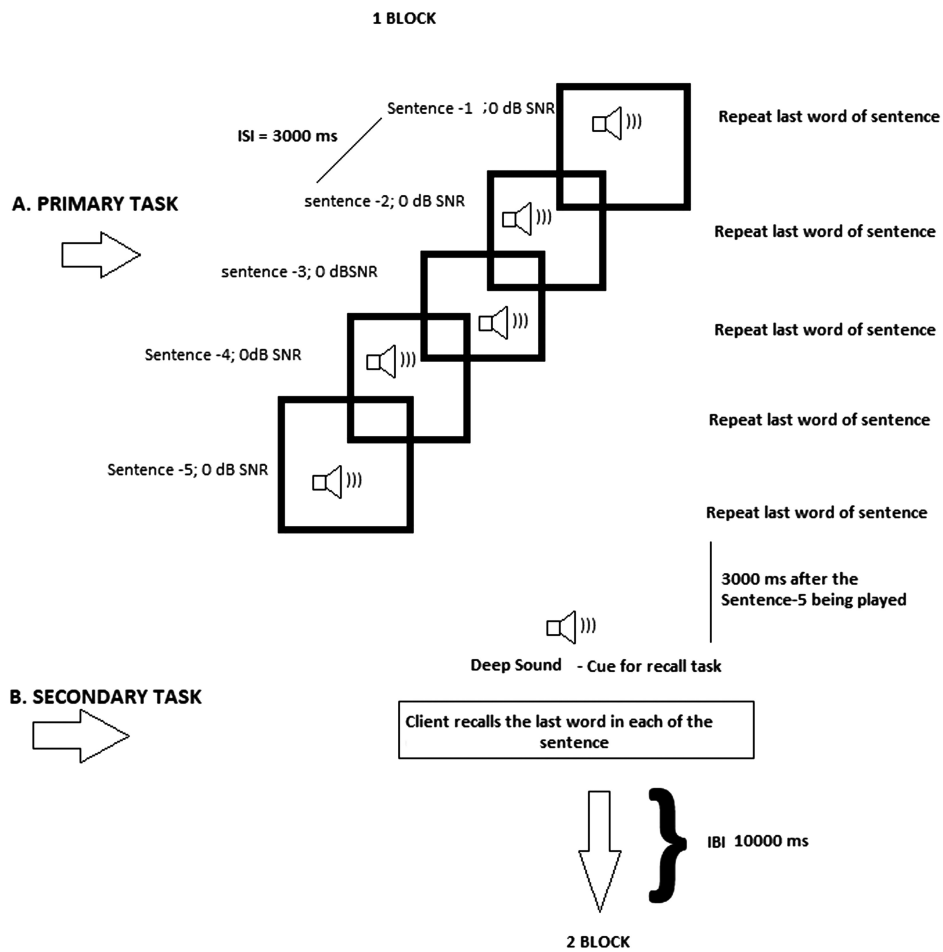 1 BLOCK
Sentence -1 ;0 dB SNR
Repeat last word of sentence
ISI = 3000 ms
A. PRIMARY TASK
sentence -2; 0 dB SNR
Repeat last word of sentence
sentence -3; 0 dBSNR
Repeat last word of sentence
Sentence -4; 0dB SNR
Repeat last word of sentence
Sentence -5; 0 dB SNR
Repeat last word of sentence
3000 ms after the
Sentence-5 being played
Deep Sound - Cue for recall task
B. SECONDARY TASK
Client recalls the last word in each of the
sentence
IBI 10000 ms
2 BLOCK